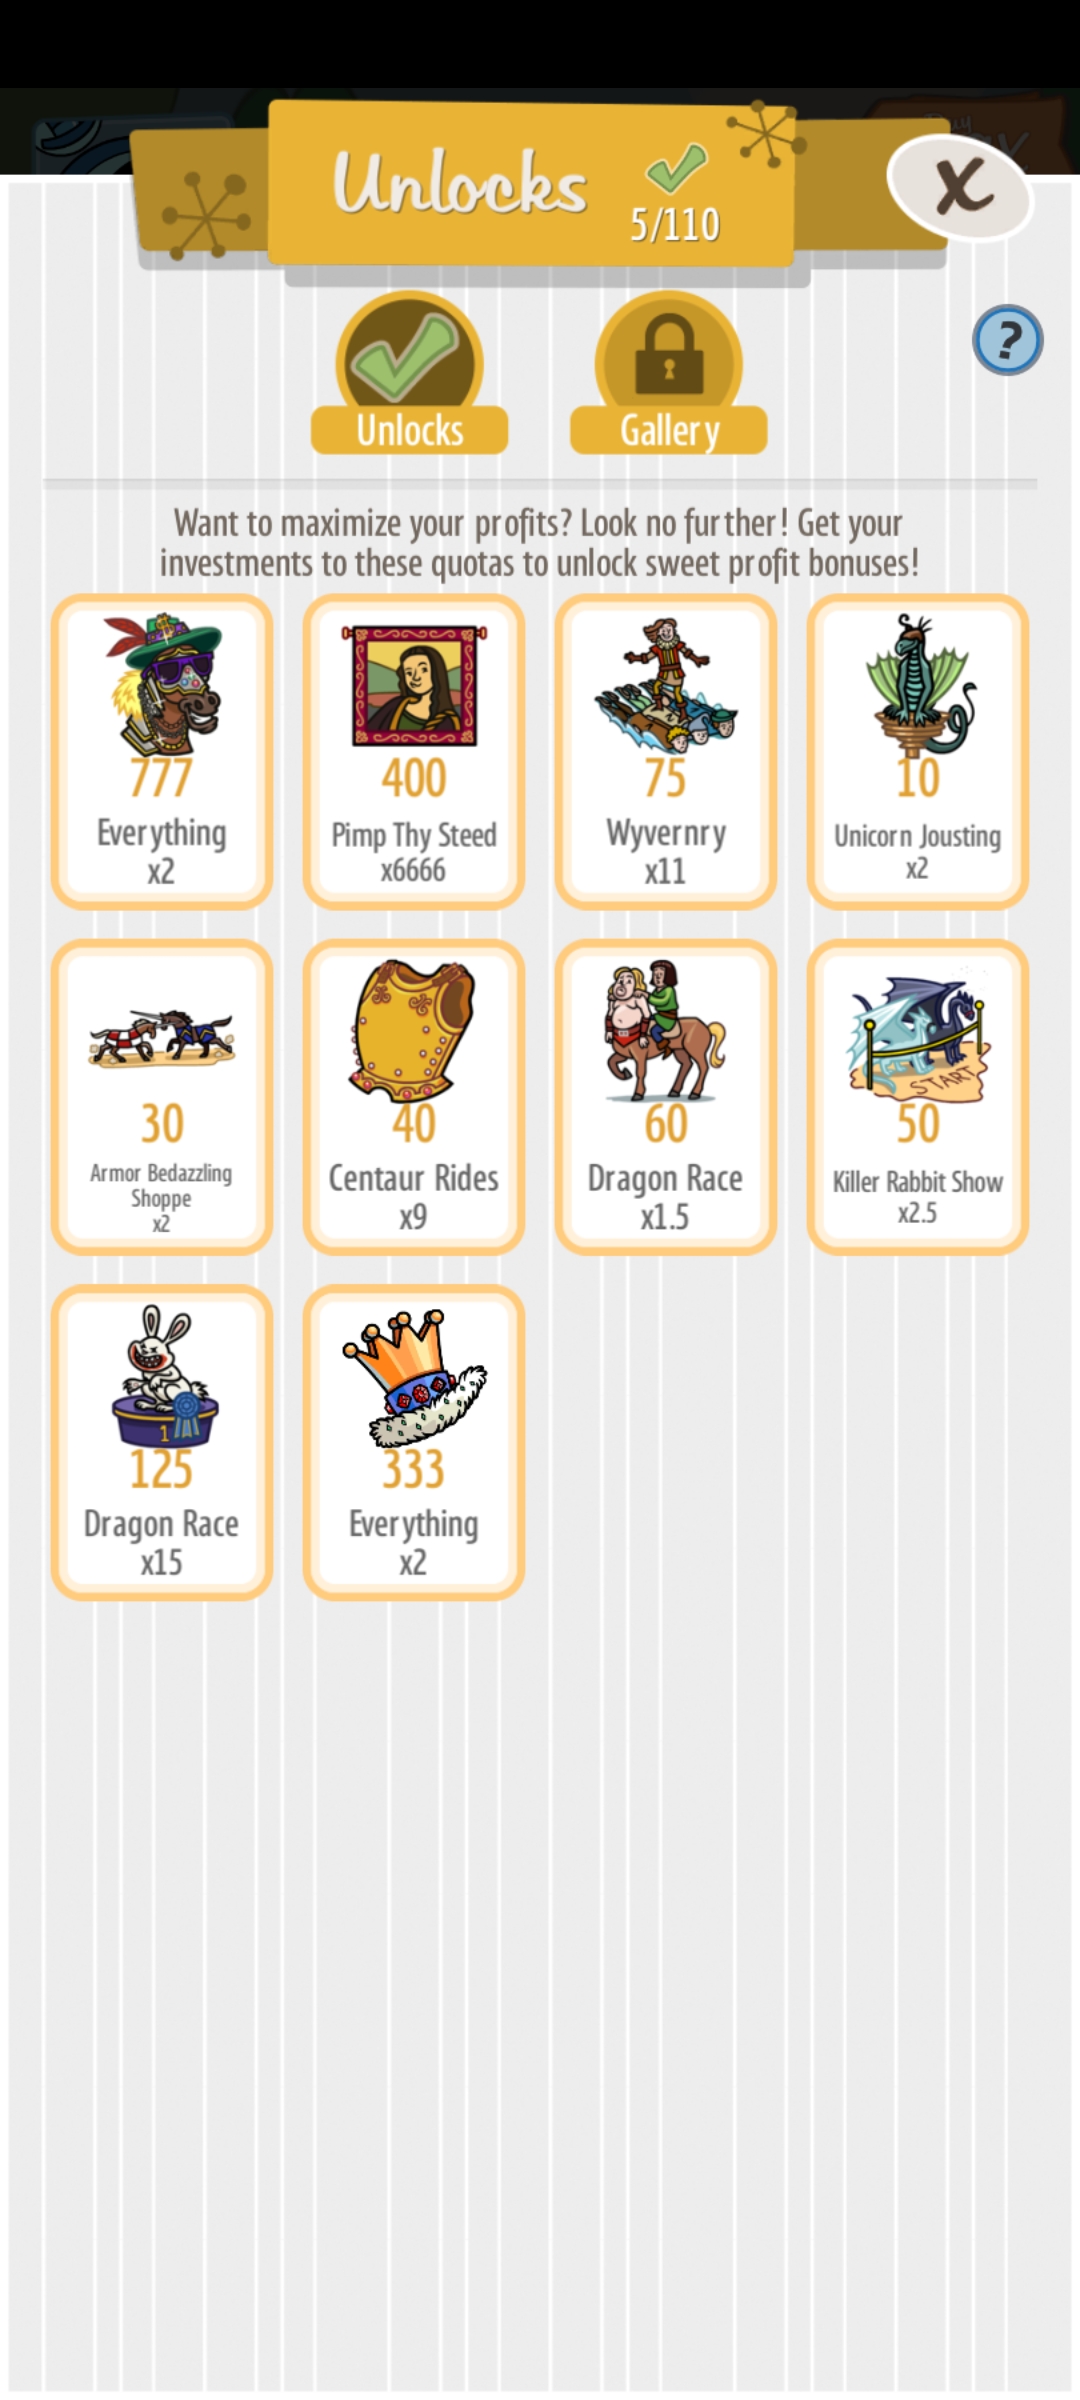 Unlocks
5/110
X
?
Unlocks
Gallery
Want to maximize your profits? Look no further! Get your
investments to these quotas to unlock sweet profit bonuses!
777
Everything
x2
400
Pimp Thy Steed
x6666
75
Wyvernry
x11
10
Unicorn Jousting
x2
30
Armor Bedazzling
Shoppe
x2
40
Centaur Rides
x9
60
Dragon Race
x1.5
START
50
Killer Rabbit Show
x2.5
1
125
Dragon Race
x15
333
Everything
x2